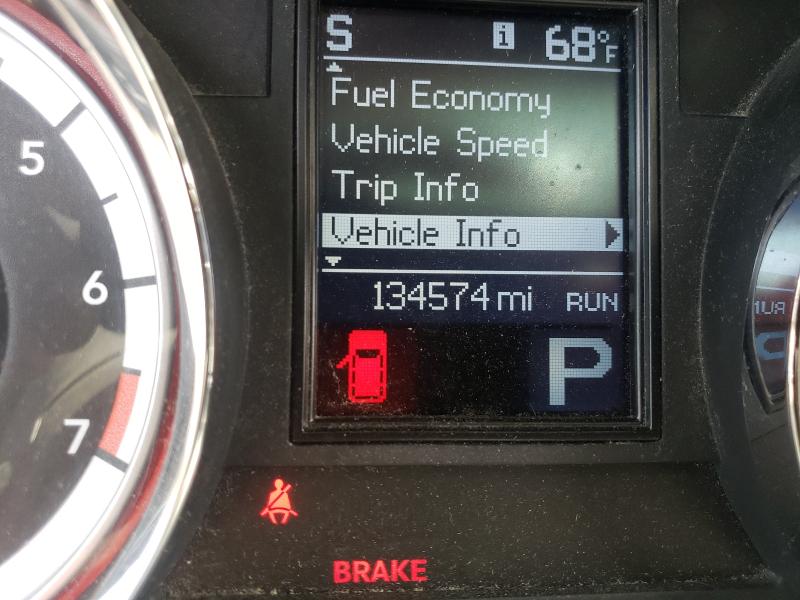 S i 68°F
Fuel Economy
Vehicle Speed
Trip Info
Vehicle Info
134574 mi RUN
P
5
6
7
BRAKE